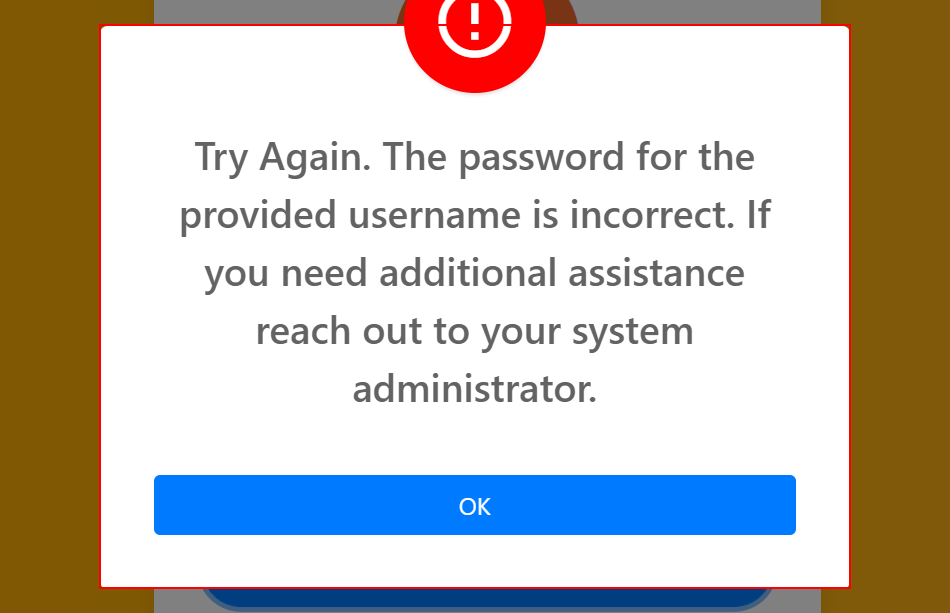 Try Again. The password for the
provided username is incorrect. If
you need additional assistance
reach out to your system
administrator.
OK